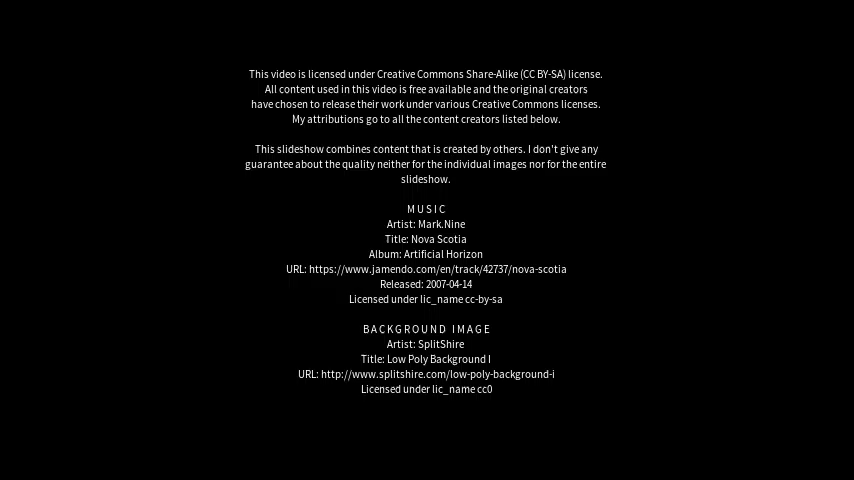 This video is licensed under Creative Commons Share-Alike (CC BY-SA) license.
All content used in this video is free available and the original creators
have chosen to release their work under various Creative Commons licenses.
My attributions go to all the content creators listed below.
This slideshow combines content that is created by others. I don't give any
guarantee about the quality neither for the individual images nor for the entire
slideshow.
MUSIC
Artist: Mark.Nine
Title: Nova Scotia
Album: Artificial Horizon
URL: https://www.jamendo.com/en/track/42737/nova-scotia
Released: 2007-04-14
Licensed under lic_name cc-by-sa
BACKGROUND IMAGE
Artist: SplitShire
Title: Low Poly Background I
URL: http://www.splitshire.com/low-poly-background-i
Licensed under lic_name cc0